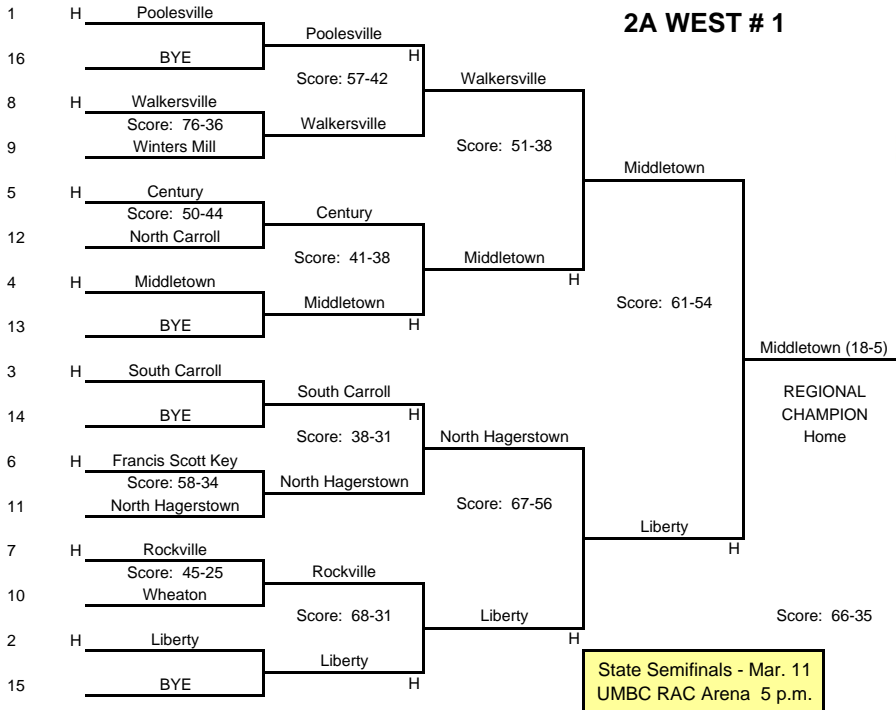 2A WEST # 1
1 H Poolesville
Poolesville
16 BYE
H
Score: 57-42
Walkersville
8 H Walkersville
Score: 76-36
Walkersville
9 Winters Mill
Score: 51-38
Middletown
5 H Century
Score: 50-44
Century
12 North Carroll
Score: 41-38
Middletown
H
4 H Middletown
Middletown
13 BYE
H
Score: 61-54
Middletown (18-5)
REGIONAL
CHAMPION
Home
3 H South Carroll
South Carroll
14 BYE
H
Score: 38-31
North Hagerstown
6 H Francis Scott Key
Score: 58-34
North Hagerstown
11 North Hagerstown
Score: 67-56
Liberty
H
7 H Rockville
Score: 45-25
Rockville
10 Wheaton
Score: 68-31
Liberty
H
Score: 66-35
2 H Liberty
Liberty
15 BYE
H
State Semifinals - Mar. 11
UMBC RAC Arena 5 p.m.